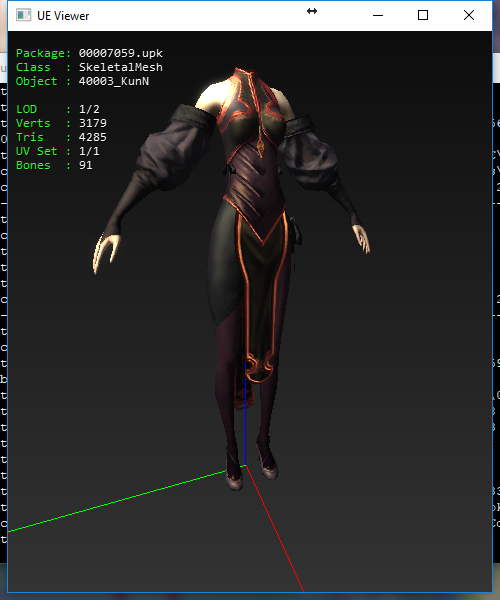 UE Viewer
Package: 00007059.upk
Class : SkeletalMesh
Object : 40003_KunN
LOD : 1/2
Verts : 3179
Tris : 4285
UV Set : 1/1
Bones : 91